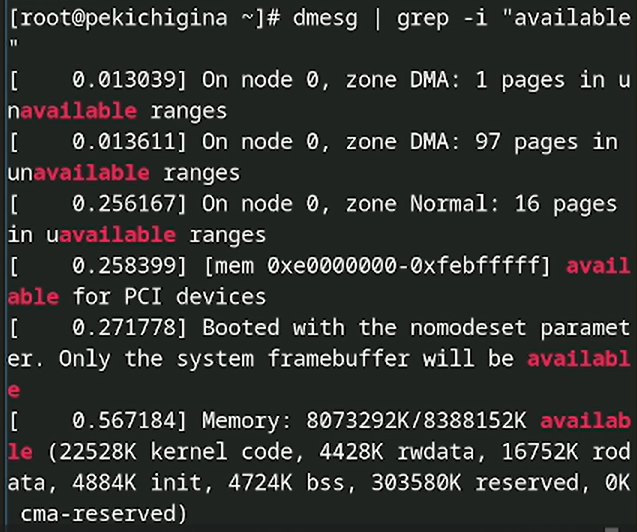 [root@pekichigina ~]# dmesg | grep -i "available
"
[    0.013039] On node 0, zone DMA: 1 pages in u
navailable ranges
[    0.013611] On node 0, zone DMA: 97 pages in
unavailable ranges
[    0.256167] On node 0, zone Normal: 16 pages
in uavailable ranges
[    0.258399] [mem 0xe0000000-0xfebfffff] avail
able for PCI devices
[    0.271778] Booted with the nomodeset paramet
er. Only the system framebuffer will be availabl
e
[    0.567184] Memory: 8073292K/8388152K availab
le (22528K kernel code, 4428K rwdata, 16752K rod
ata, 4884K init, 4724K bss, 303580K reserved, 0K
 cma-reserved)